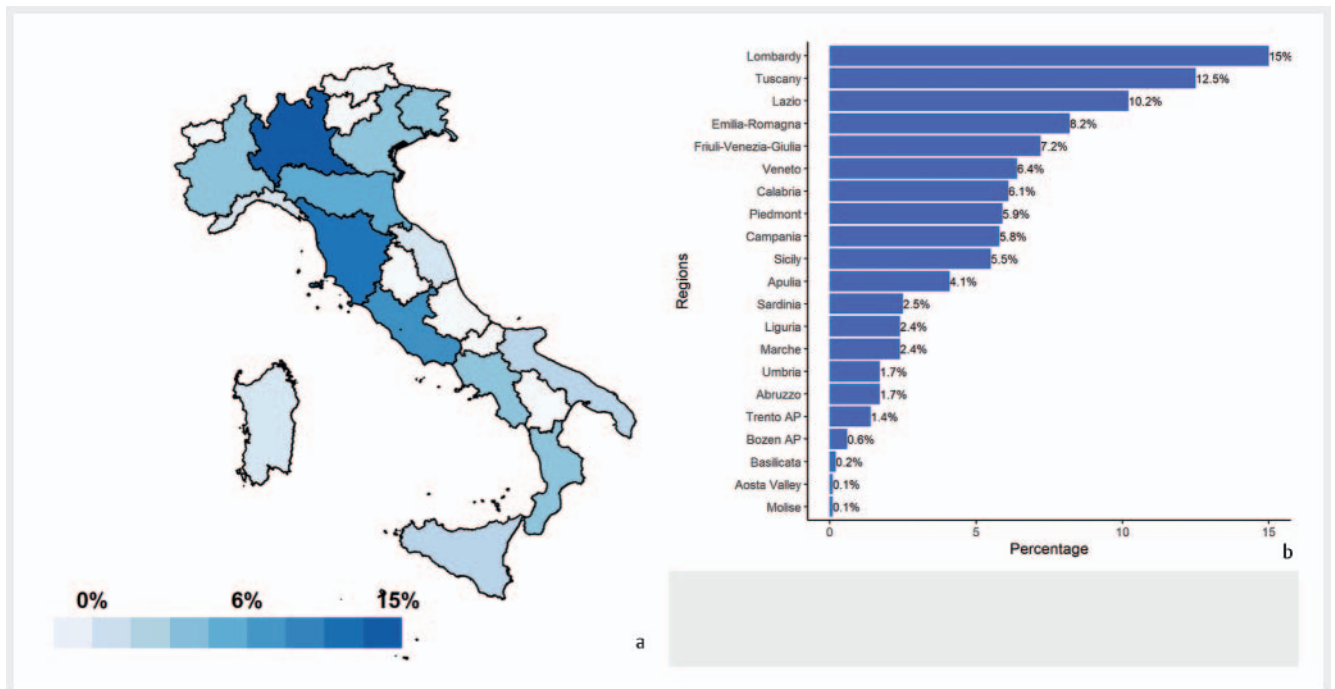 0% 6% 15%
a
Regions
Lombardy 15%
Tuscany 12.5%
Lazio 10.2%
Emilia-Romagna 8.2%
Friuli-Venezia-Giulia 7.2%
Veneto 6.4%
Calabria 6.1%
Piedmont 5.9%
Campania 5.8%
Sicily 5.5%
Apulia 4.1%
Sardinia 2.5%
Liguria 2.4%
Marche 2.4%
Umbria 1.7%
Abruzzo 1.7%
Trento AP 1.4%
Bozen AP 0.6%
Basilicata 0.2%
Aosta Valley 0.1%
Molise 0.1%
0 5 10 15
Percentage
b